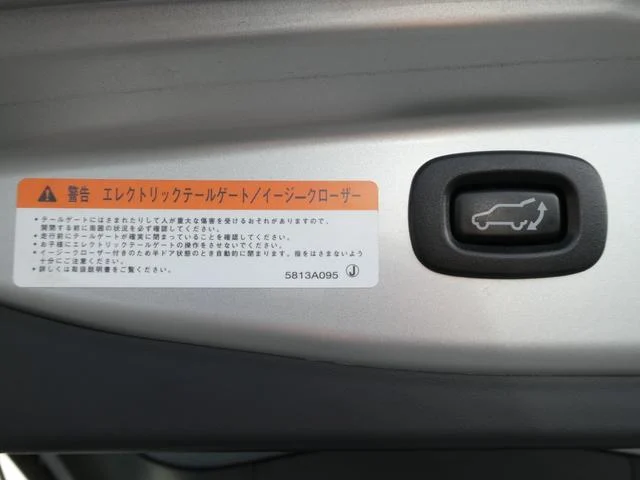 警告 エレクトリックテールゲート/イージークローザー
*テールゲートにはさまれたりして人が重大な傷害を受けるおそれがありますので、
開閉する前に周囲の状況を必ず確認してください。
*走行前にテールゲートが確実に閉まっていることを確認してください。
*お子様にエレクトリックテールゲートの操作をさせないでください。
*イージークローザー付きのため半ドア状態のとき自動的に閉まります。指をはさまないよう
十分にご注意ください。
*詳しくは取扱説明書をご覧ください。
5813A095 J